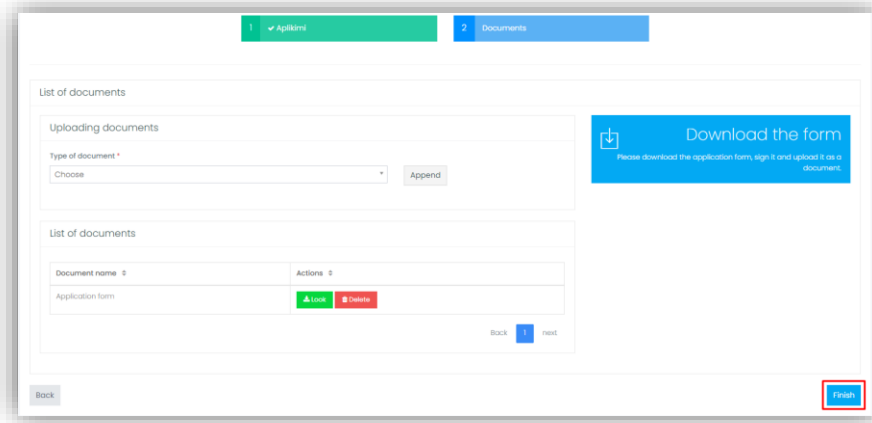 1 ✔ Aplikimi
2 Documents
List of documents
Uploading documents
Type of document *
Choose
Append
Download the form
Please download the application form, sign it and upload it as a
document.
List of documents
Document name
Actions
Application form
Look
Delete
Back 1 next
Back
Finish